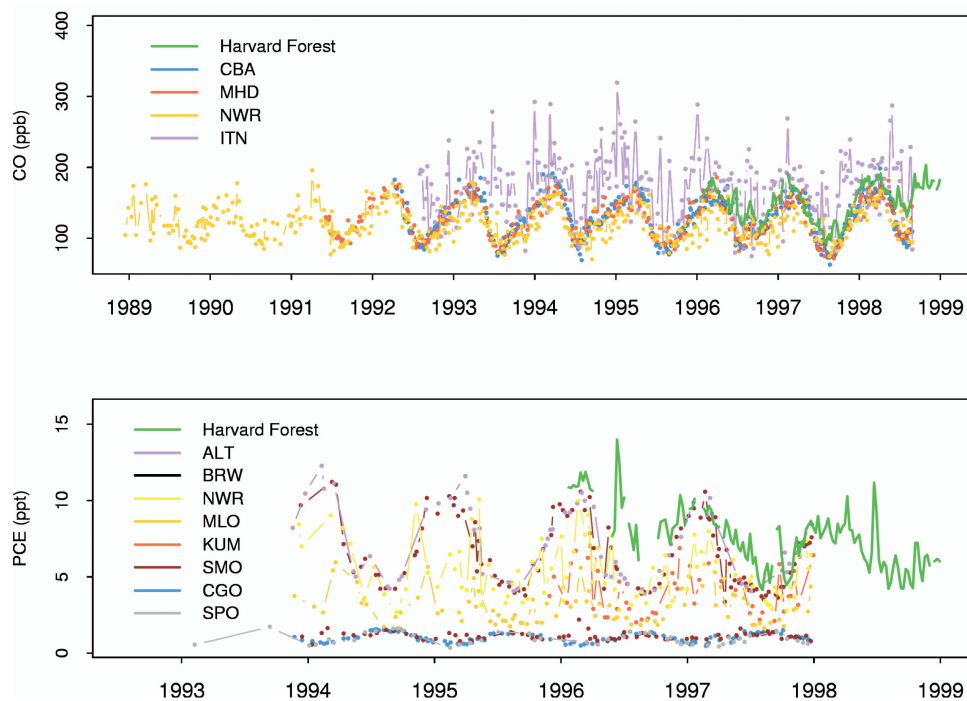 400
300
200
100
CO (ppb)
Harvard Forest
CBA
MHD
NWR
ITN
1989 1990 1991 1992 1993 1994 1995 1996 1997 1998 1999
15
10
5
0
PCE (ppt)
Harvard Forest
ALT
BRW
NWR
MLO
KUM
SMO
CGO
SPO
1993 1994 1995 1996 1997 1998 1999